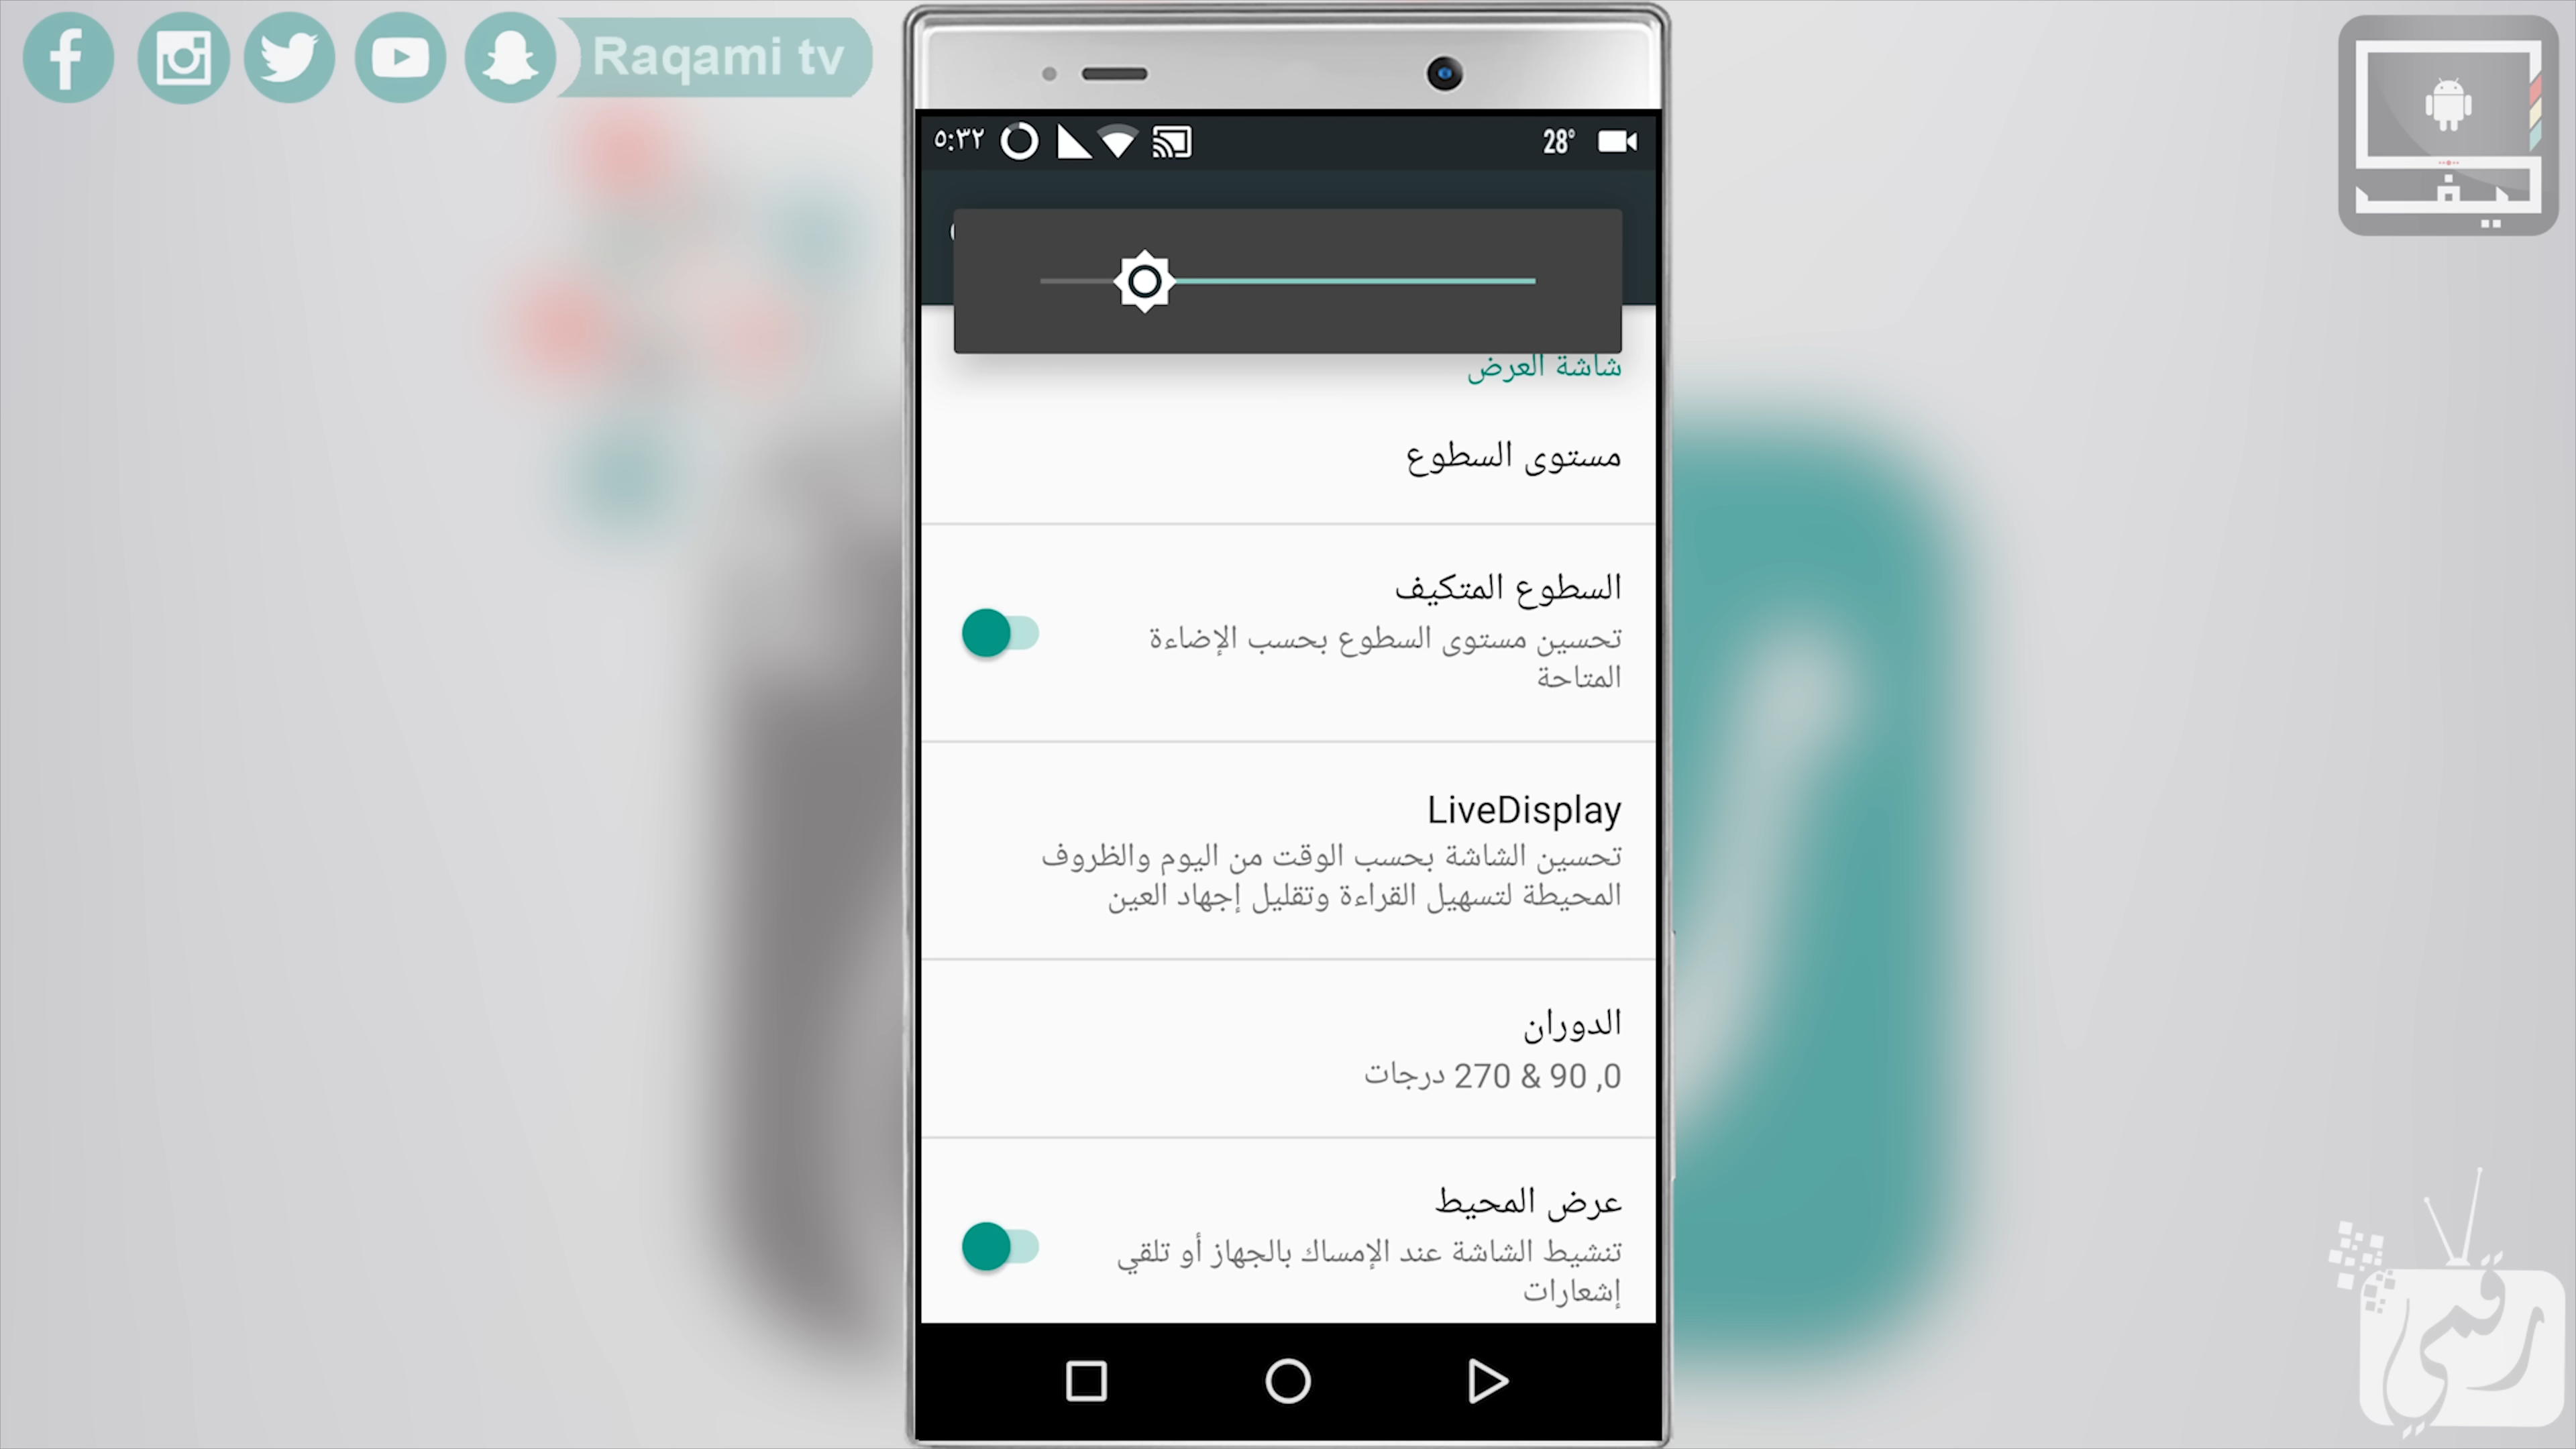 Raqami tv
٥:٣٢
28°
شاشة العرض
مستوى السطوع
السطوع المتكيف
تحسين مستوى السطوع بحسب الإضاءة
المتاحة
LiveDisplay
تحسين الشاشة بحسب الوقت من اليوم والظروف
المحيطة لتسهيل القراءة وتقليل إجهاد العين
الدوران
0, 90 & 270 درجات
عرض المحيط
تنشيط الشاشة عند الإمساك بالجهاز أو تلقي
إشعارات
رقمي